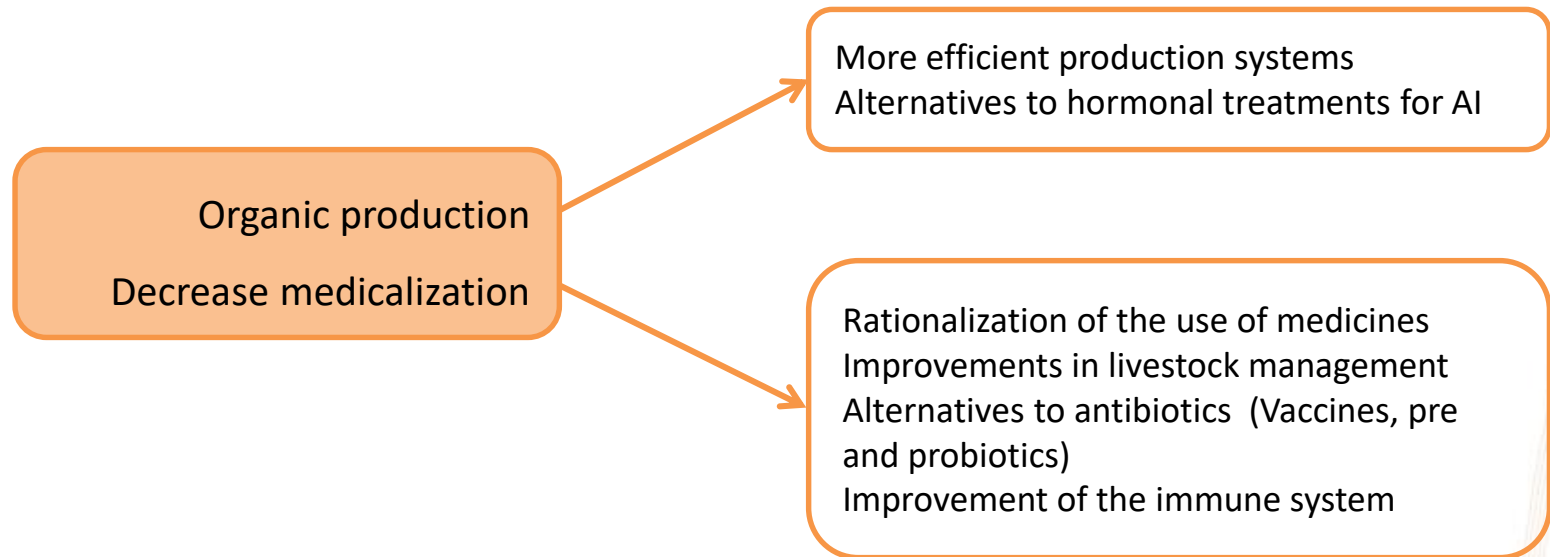 More efficient production systems
Alternatives to hormonal treatments for AI
Organic production
Decrease medicalization
Rationalization of the use of medicines
Improvements in livestock management
Alternatives to antibiotics  (Vaccines, pre
and probiotics)
Improvement of the immune system